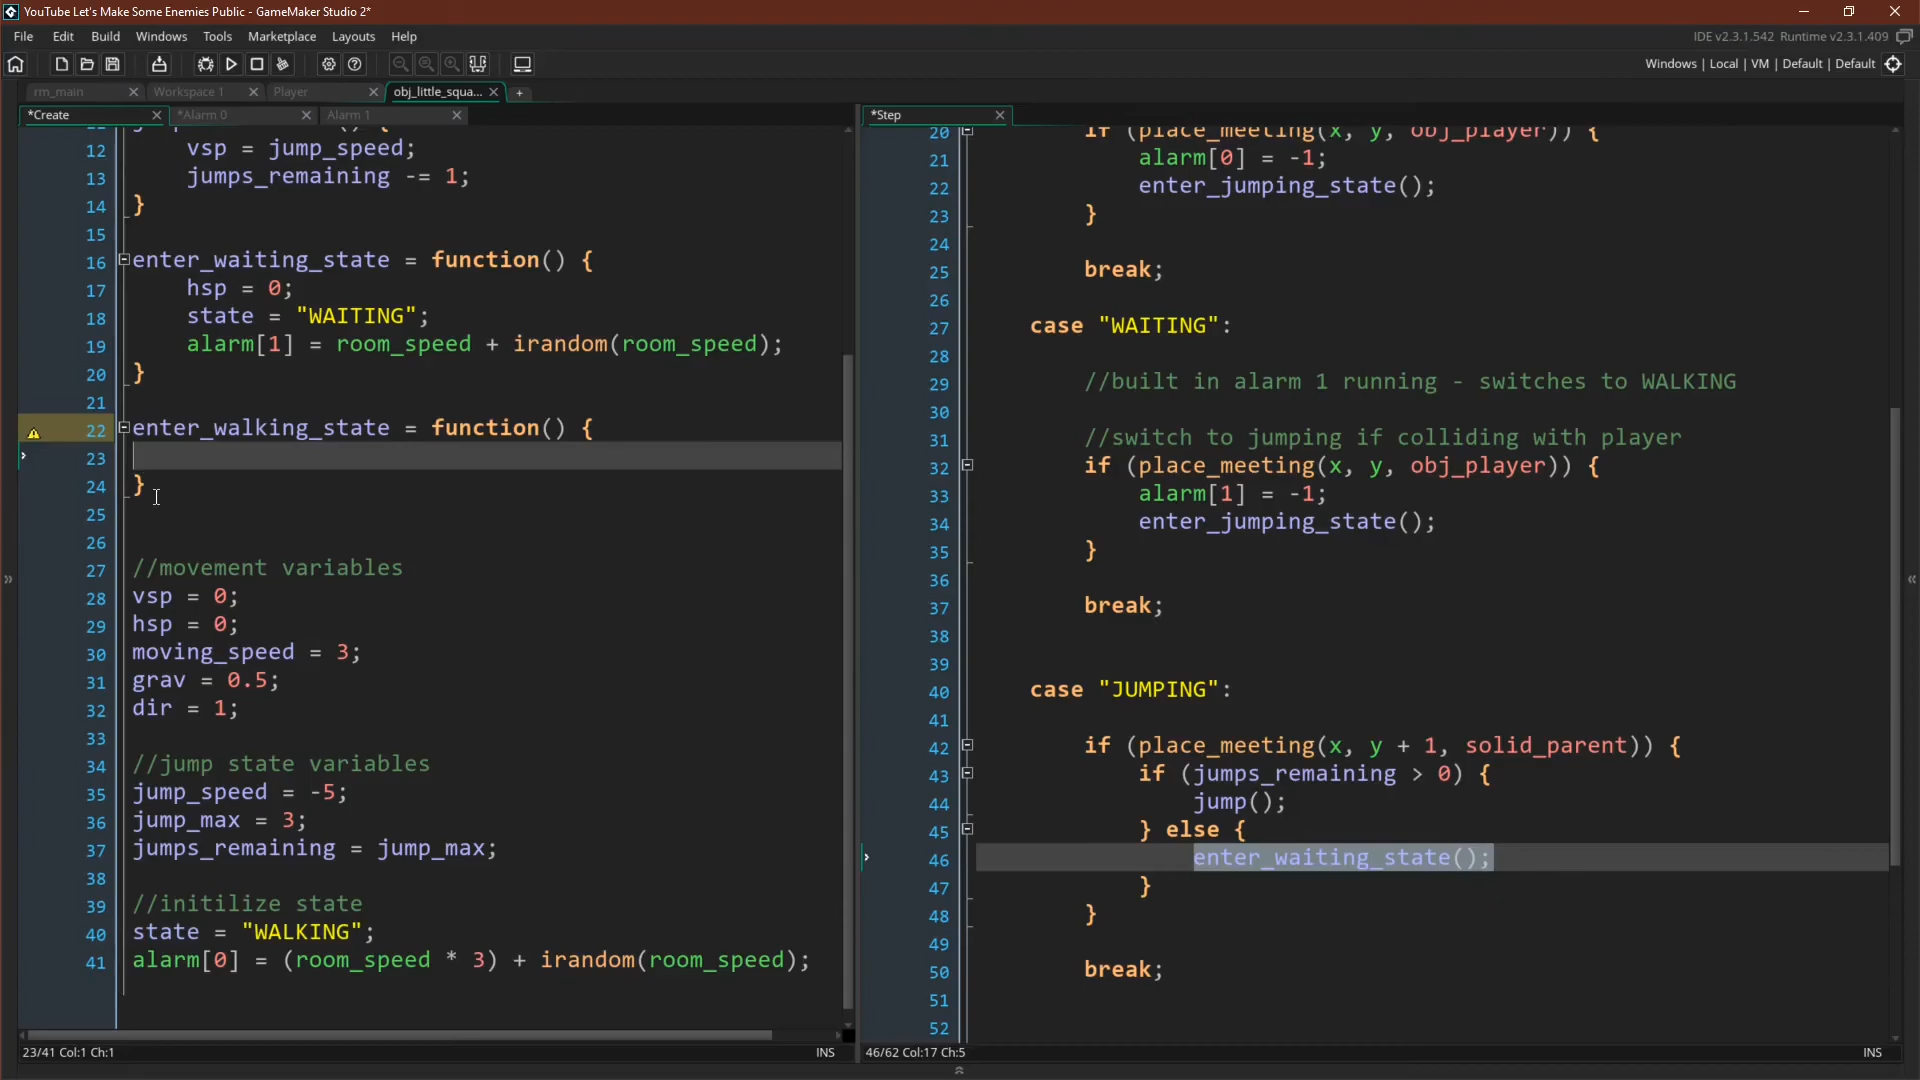 YouTube Let's Make Some Enemies Public - GameMaker Studio 2*
File Edit Build Windows Tools Marketplace Layouts Help
IDE v2.3.1.542 Runtime v2.3.1.409
Windows | Local | VM | Default | Default
rm_main Workspace 1 Player obj_little_squa... +
*Create *Alarm 0 Alarm 1
12 vsp = jump_speed;
13 jumps_remaining -= 1;
14 }
15
16 enter_waiting_state = function() {
17 hsp = 0;
18 state = "WAITING";
19 alarm[1] = room_speed + irandom(room_speed);
20 }
21
22 enter_walking_state = function() {
23
24 }
25
26
27 //movement variables
28 vsp = 0;
29 hsp = 0;
30 moving_speed = 3;
31 grav = 0.5;
32 dir = 1;
33
34 //jump state variables
35 jump_speed = -5;
36 jump_max = 3;
37 jumps_remaining = jump_max;
38
39 //initilize state
40 state = "WALKING";
41 alarm[0] = (room_speed * 3) + irandom(room_speed);
23/41 Col:1 Ch:1 INS
*Step
20 if (place_meeting(x, y, obj_player)) {
21 alarm[0] = -1;
22 enter_jumping_state();
23 }
24
25 break;
26
27 case "WAITING":
28
29 //built in alarm 1 running - switches to WALKING
30
31 //switch to jumping if colliding with player
32 if (place_meeting(x, y, obj_player)) {
33 alarm[1] = -1;
34 enter_jumping_state();
35 }
36
37 break;
38
39
40 case "JUMPING":
41
42 if (place_meeting(x, y + 1, solid_parent)) {
43 if (jumps_remaining > 0) {
44 jump();
45 } else {
46 enter_waiting_state();
47 }
48 }
49
50 break;
51
52
46/62 Col:17 Ch:5 INS